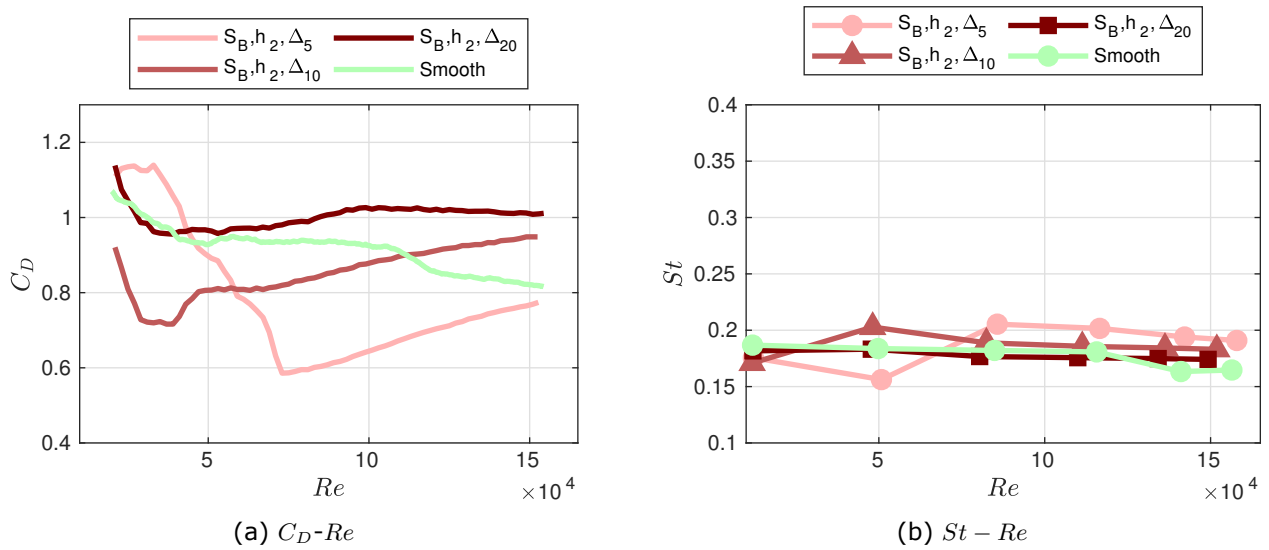 S_B,h_2,Δ_5 S_B,h_2,Δ_20
S_B,h_2,Δ_10 Smooth
1.2
1
0.8
0.6
0.4
C_D
5 10 15
Re ×10^4
(a) C_D-Re
S_B,h_2,Δ_5 S_B,h_2,Δ_20
S_B,h_2,Δ_10 Smooth
0.4
0.35
0.3
0.25
0.2
0.15
0.1
St
5 10 15
Re ×10^4
(b) St − Re